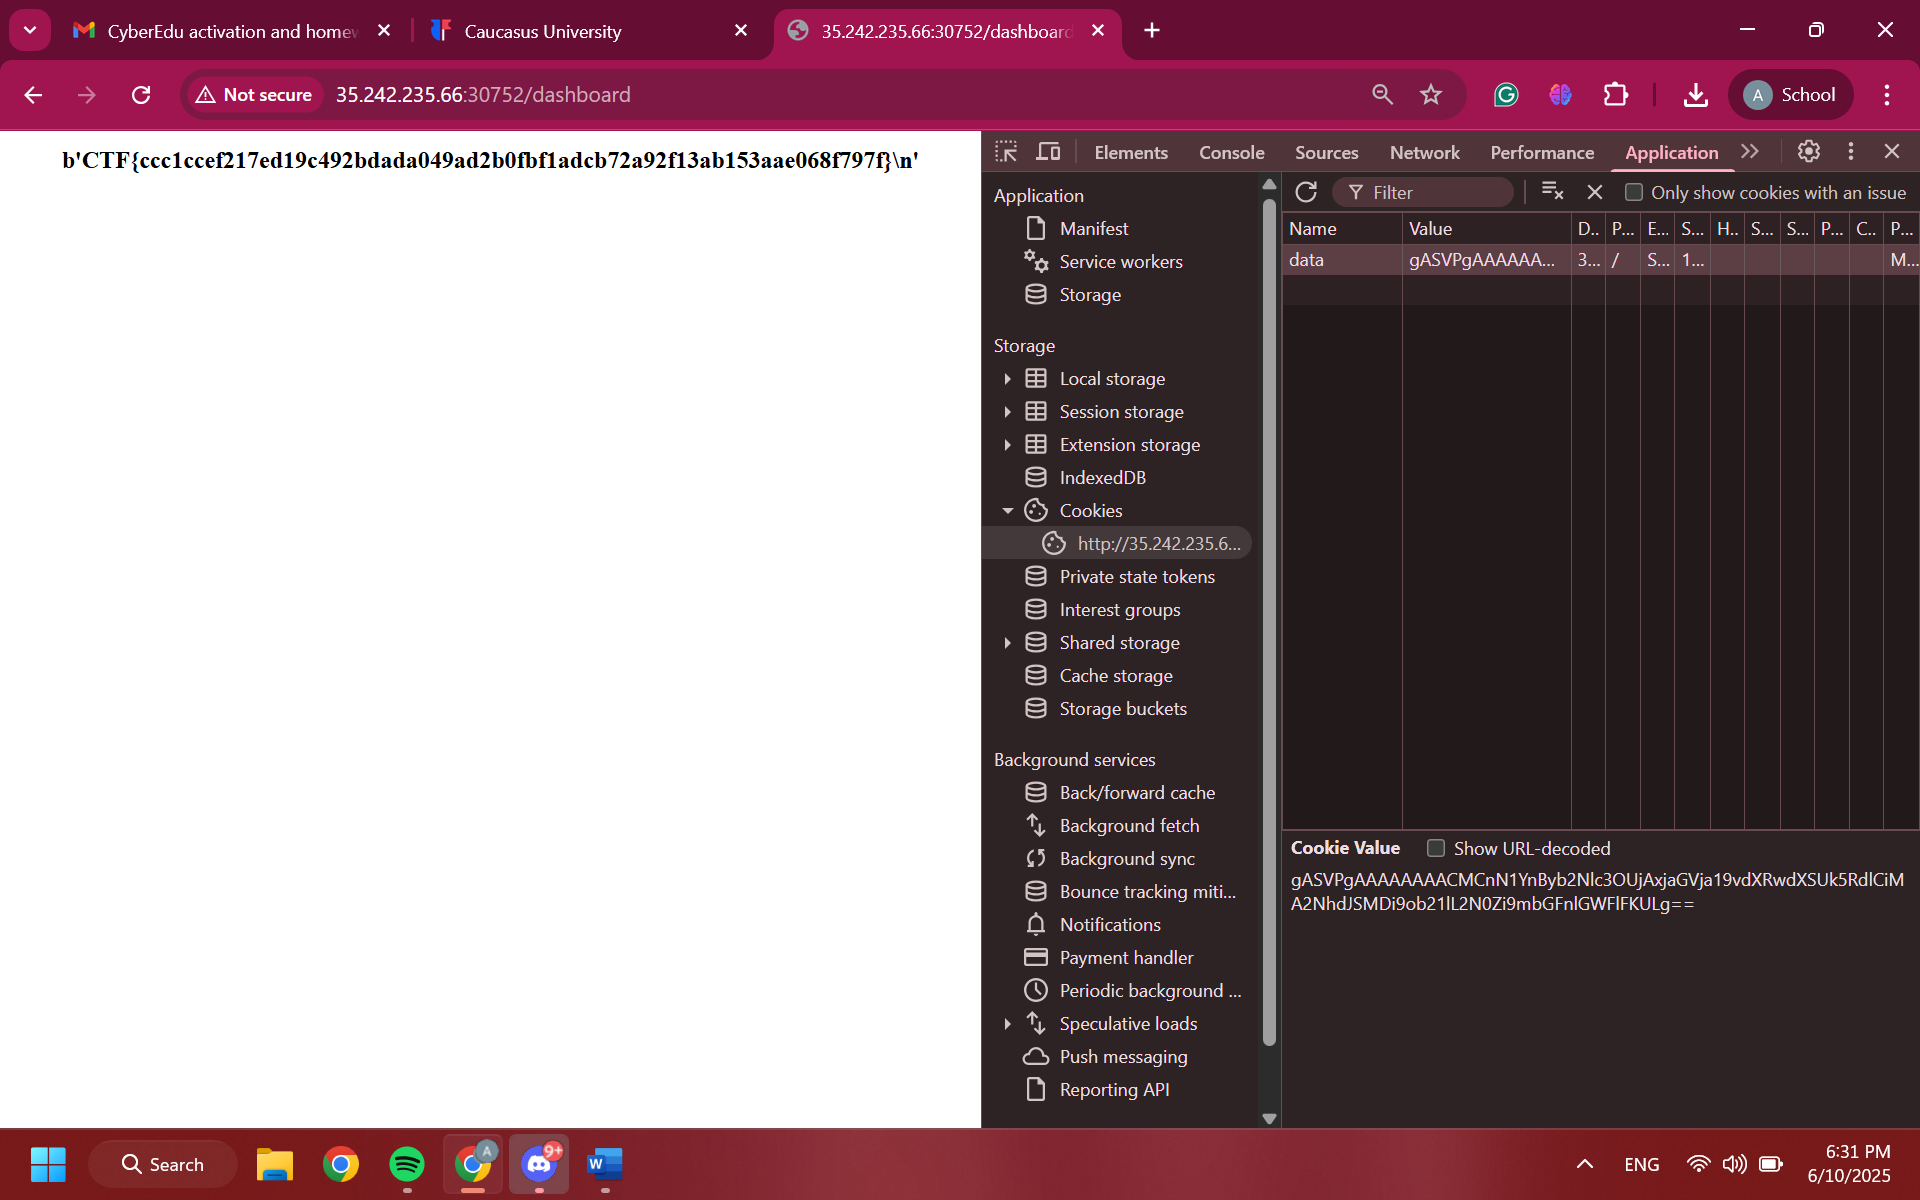 CyberEdu activation and homew
Caucasus University
35.242.235.66:30752/dashboard
Not secure
35.242.235.66:30752/dashboard
School
A
b'CTF{ccc1ccef217ed19c492bdada049ad2b0fbf1adcb72a92f13ab153aae068f797f}\n'
Elements
Console
Sources
Network
Performance
Application
Application
Manifest
Service workers
Storage
Storage
Local storage
Session storage
Extension storage
IndexedDB
Cookies
http://35.242.235.6...
Private state tokens
Interest groups
Shared storage
Cache storage
Storage buckets
Background services
Back/forward cache
Background fetch
Background sync
Bounce tracking miti...
Notifications
Payment handler
Periodic background ...
Speculative loads
Push messaging
Reporting API
Filter
Only show cookies with an issue
Name Value D.. P... E... S... H.. S... S... P... C.. P...
data gASVPgAAAAAA... 3... / S... 1... M...
Cookie Value Show URL-decoded
gASVPgAAAAAAAACMCnN1YnByb2Nlc3OUjAxjaGVja19vdXRwdXSUk5RdlCiM
A2NhdJSMDi9ob21lL2N0Zi9mbGFnlGWFlFKULg==
Search
A
9+
W
ENG
6:31 PM
6/10/2025